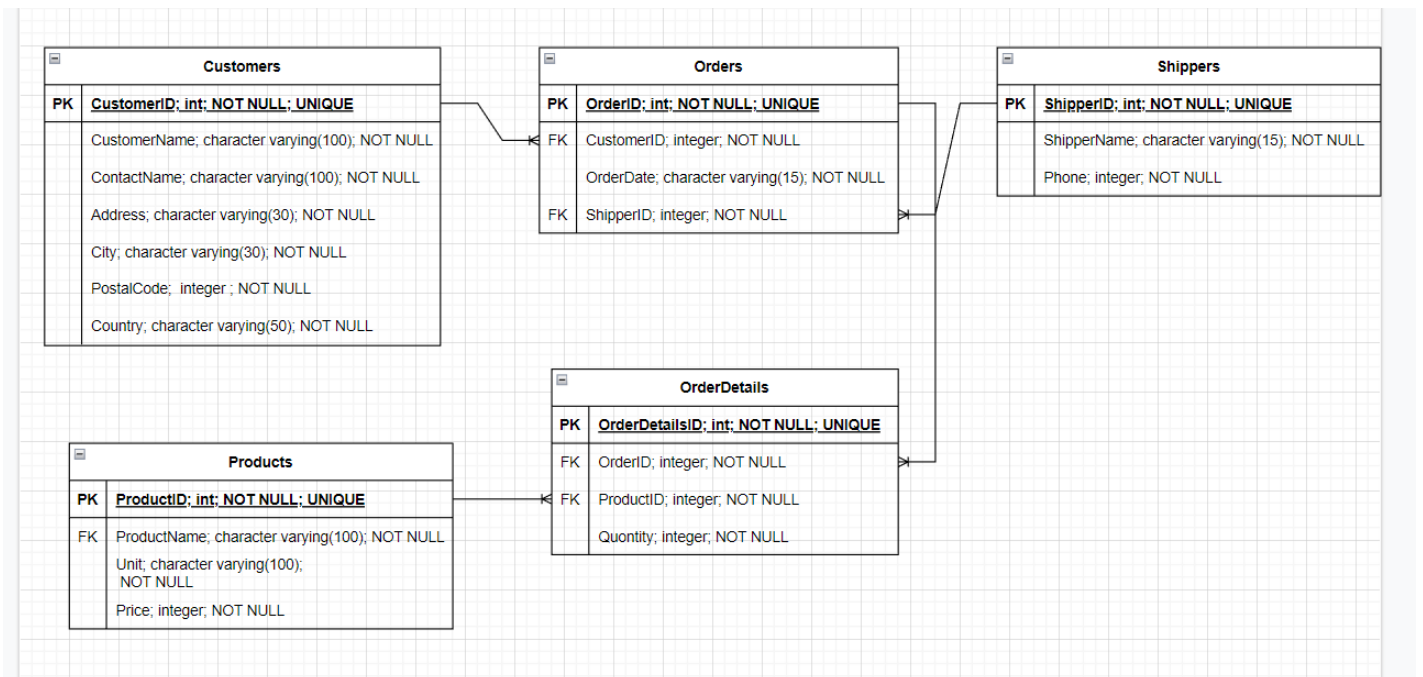 Customers
PK CustomerID; int; NOT NULL; UNIQUE
CustomerName; character varying(100); NOT NULL
ContactName; character varying(100); NOT NULL
Address; character varying(30); NOT NULL
City; character varying(30); NOT NULL
PostalCode;  integer ; NOT NULL
Country; character varying(50); NOT NULL
Orders
PK OrderID; int; NOT NULL; UNIQUE
FK CustomerID; integer; NOT NULL
OrderDate; character varying(15); NOT NULL
FK ShipperID; integer; NOT NULL
Shippers
PK ShipperID; int; NOT NULL; UNIQUE
ShipperName; character varying(15); NOT NULL
Phone; integer; NOT NULL
OrderDetails
PK OrderDetailsID; int; NOT NULL; UNIQUE
FK OrderID; integer; NOT NULL
FK ProductID; integer; NOT NULL
Quontity; integer; NOT NULL
Products
PK ProductID; int; NOT NULL; UNIQUE
FK ProductName; character varying(100); NOT NULL
Unit; character varying(100);
NOT NULL
Price; integer; NOT NULL